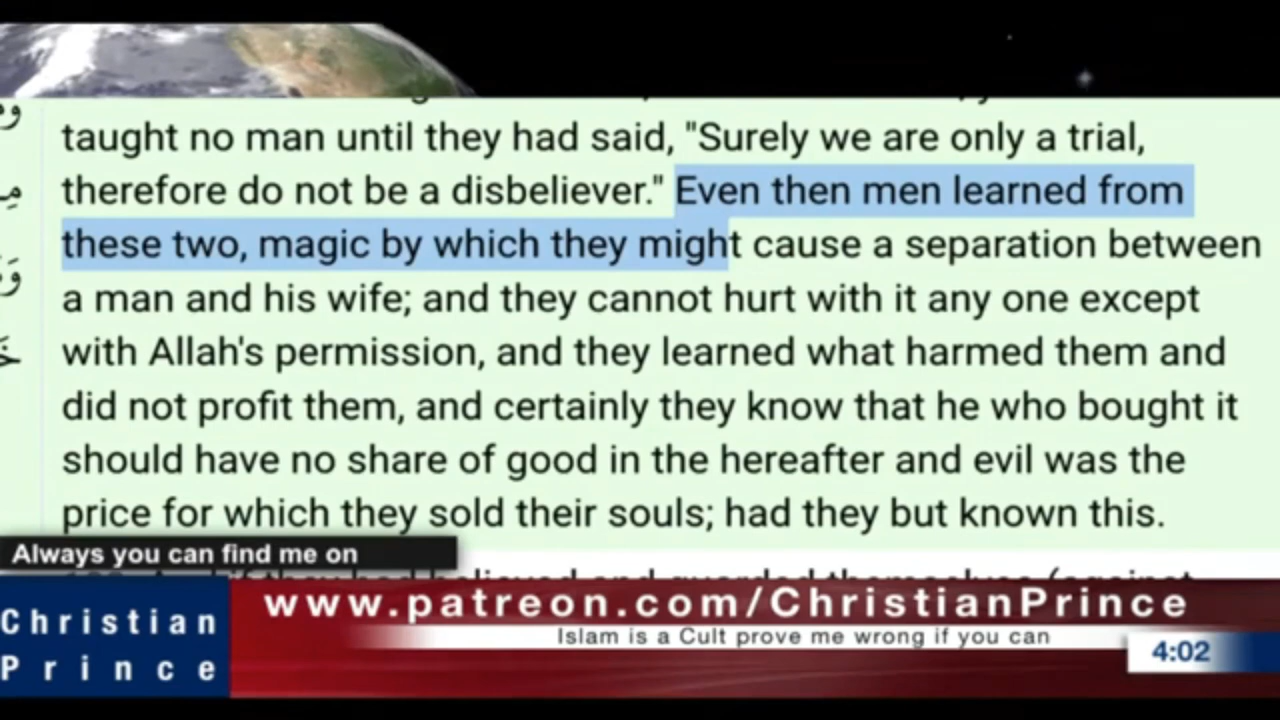 taught no man until they had said, "Surely we are only a trial,
therefore do not be a disbeliever." Even then men learned from
these two, magic by which they might cause a separation between
a man and his wife; and they cannot hurt with it any one except
with Allah's permission, and they learned what harmed them and
did not profit them, and certainly they know that he who bought it
should have no share of good in the hereafter and evil was the
price for which they sold their souls; had they but known this.
Always you can find me on
believed and guarded themselves (against
Christian
Prince
www.patreon.com/ChristianPrince
Islam is a Cult prove me wrong if you can
4:02